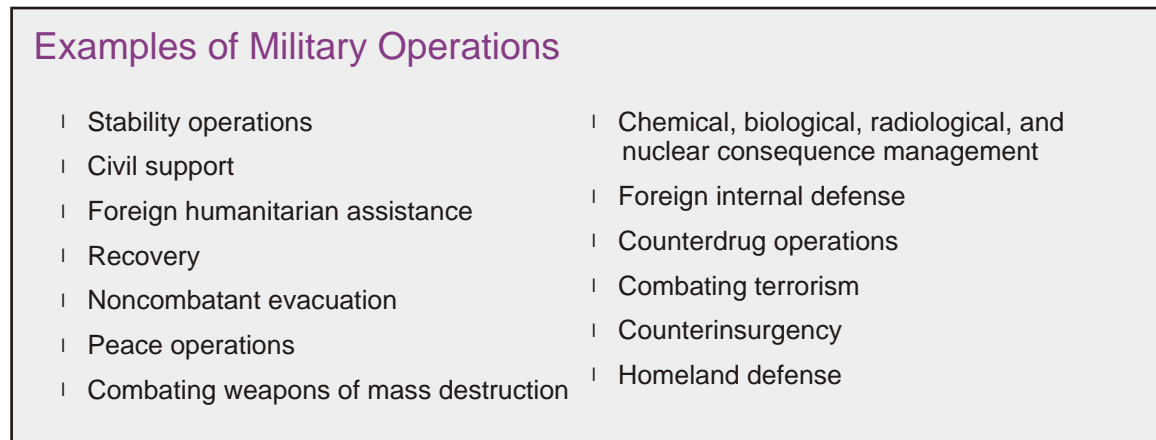 Examples of Military Operations
l Stability operations
l Civil support
l Foreign humanitarian assistance
l Recovery
l Noncombatant evacuation
l Peace operations
l Combating weapons of mass destruction
l Chemical, biological, radiological, and
nuclear consequence management
l Foreign internal defense
l Counterdrug operations
l Combating terrorism
l Counterinsurgency
l Homeland defense